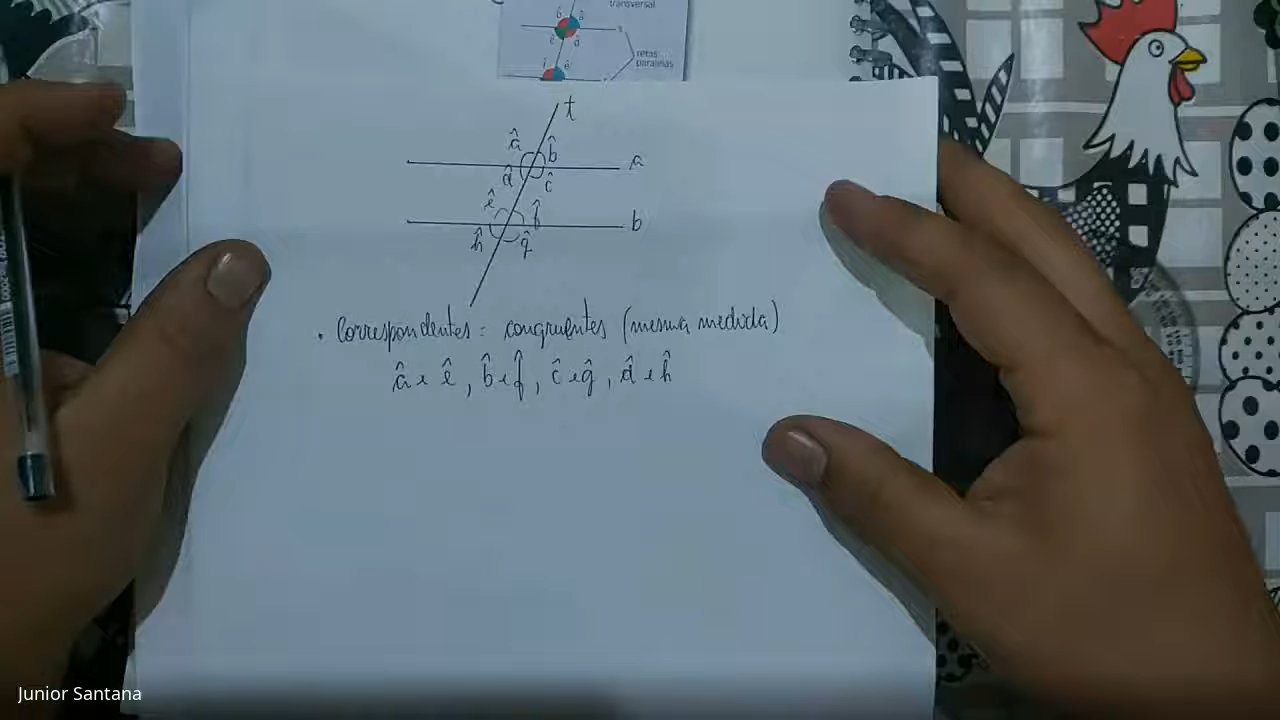 transversal
b̂ â
ĉ d̂
retas
paralelas
f̂ ê
t
â b̂
a
d̂ ĉ
ê f̂
b
ĥ ĝ
. Correspondentes = congruentes (mesma medida)
â e ê, b̂ e f̂, ĉ e ĝ, d̂ e ĥ
Junior Santana